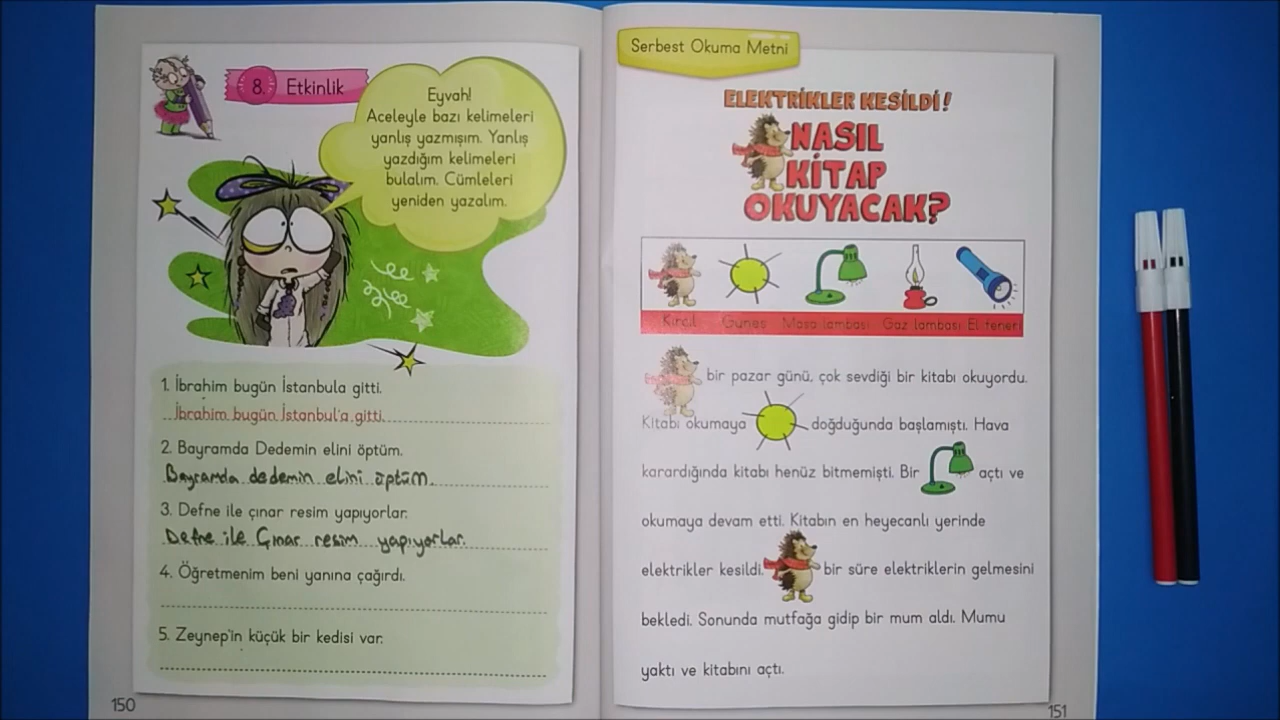 8. Etkinlik
Eyvah!
Aceleyle bazı kelimeleri
yanlış yazmışım. Yanlış
yazdığım kelimeleri
bulalım. Cümleleri
yeniden yazalım.
1. İbrahim bugün İstanbula gitti.
İbrahim bugün İstanbul'a gitti.
2. Bayramda Dedemin elini öptüm.
Bayramda dedemin elini öptüm.
3. Defne ile çınar resim yapıyorlar.
Defne ile Çınar resim yapıyorlar.
4. Öğretmenim beni yanına çağırdı.
5. Zeynep'in küçük bir kedisi var.
150
Serbest Okuma Metni
ELEKTRİKLER KESİLDİ!
NASIL
KİTAP
OKUYACAK?
Kırçıl Güneş Masa lambası Gaz lambası El feneri
bir pazar günü, çok sevdiği bir kitabı okuyordu.
Kitabı okumaya doğduğunda başlamıştı. Hava
karardığında kitabı henüz bitmemişti. Bir açtı ve
okumaya devam etti. Kitabın en heyecanlı yerinde
elektrikler kesildi. bir süre elektriklerin gelmesini
bekledi. Sonunda mutfağa gidip bir mum aldı. Mumu
yaktı ve kitabını açtı.
151